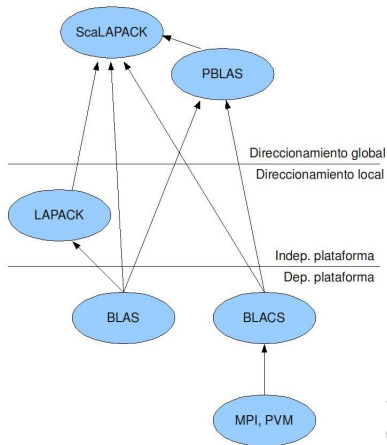 ScaLAPACK
PBLAS
Direccionamiento global
Direccionamiento local
LAPACK
Indep. plataforma
Dep. plataforma
BLAS
BLACS
MPI, PVM